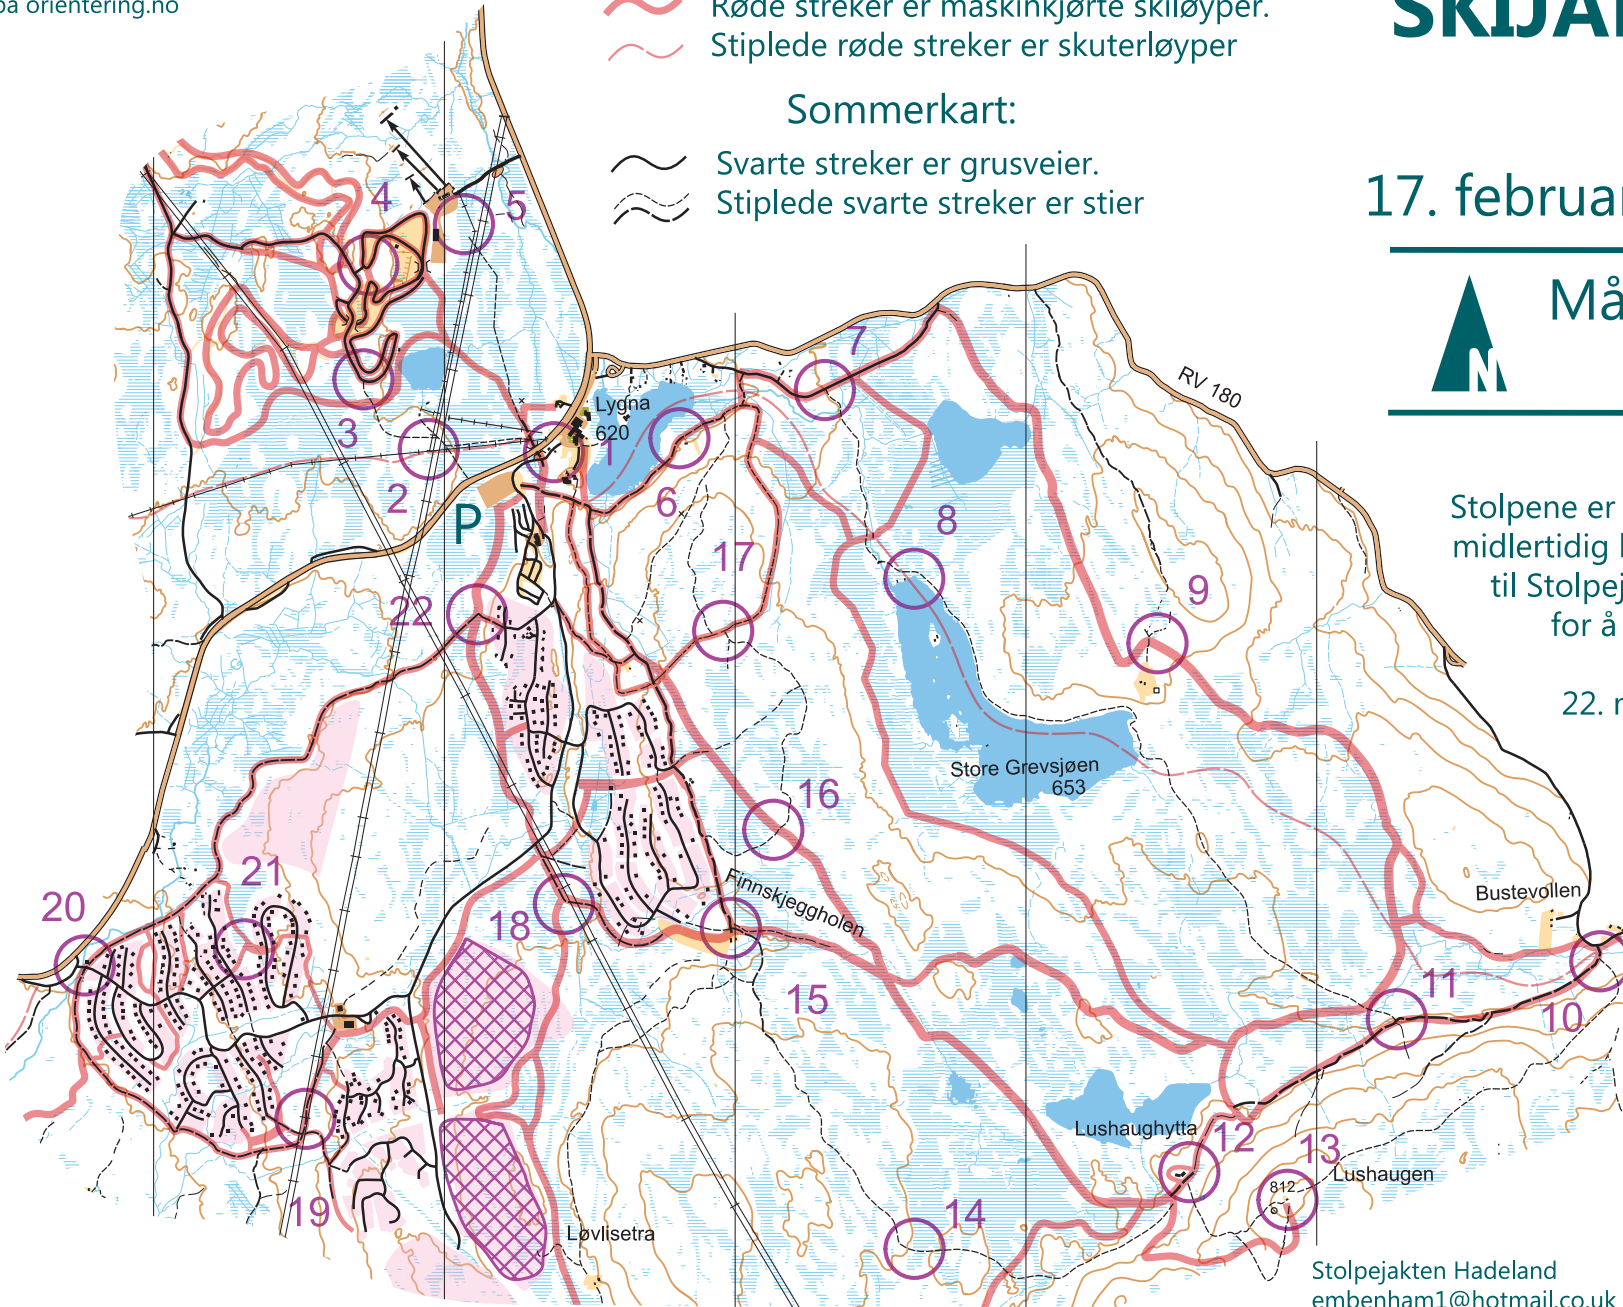 på orientering.no
Røde streker er maskinkjørte skiløyper.
Stiplede røde streker er skuterløyper
Sommerkart:
Svarte streker er grusveier.
Stiplede svarte streker er stier
17. februar
N
Stolpene er
midlertidig
til
for å
22.
RV 180
4
5
7
Lygna
620
1
3
2
6
P
8
17
9
22
Store Grevsjøen
653
16
21
Finnskjeggholen
Bustevollen
20
18
15
11
10
Lushaughytta
12
13
812
Lushaugen
19
14
Løvlisetra
Stolpejakten Hadeland
embenham1@hotmail.co.uk